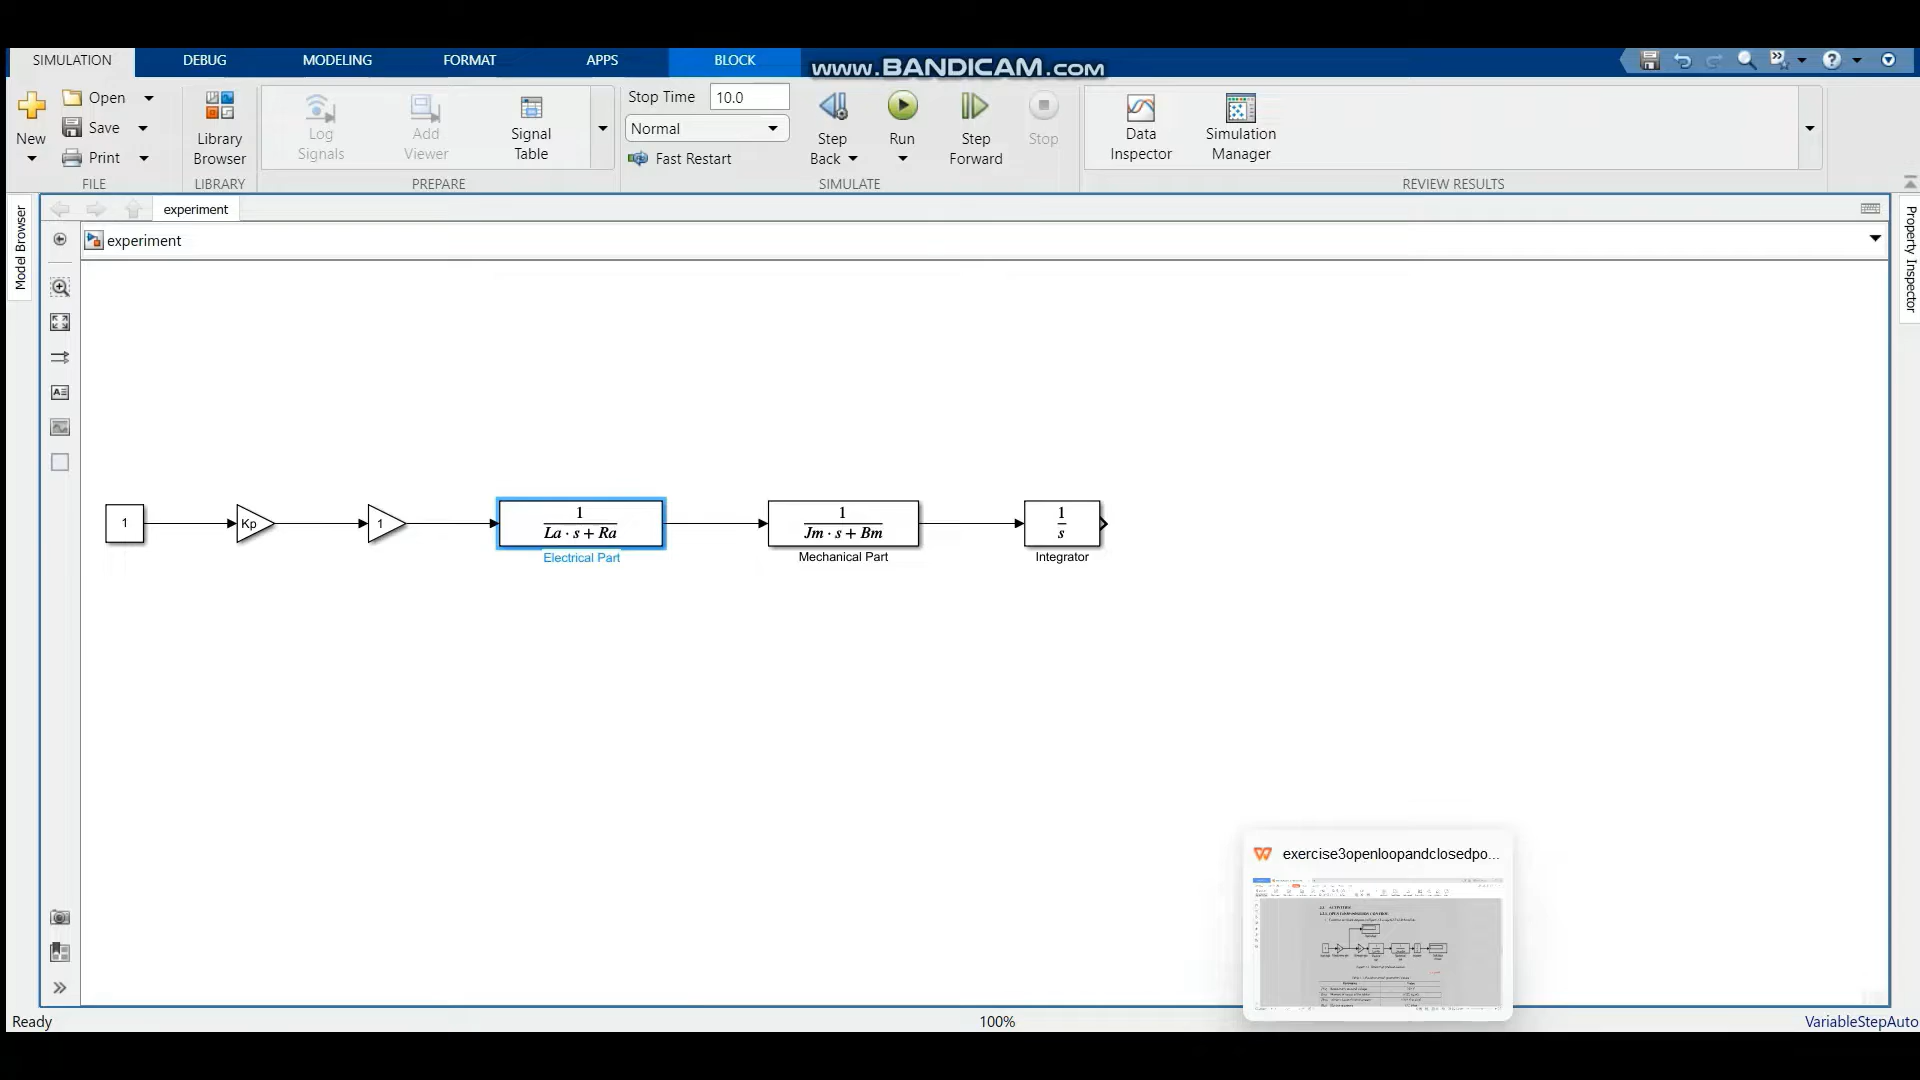 www.BANDICAM.com
SIMULATION DEBUG MODELING FORMAT APPS BLOCK
New
Open
Save
Print
FILE
Library Browser
LIBRARY
Log Signals
Add Viewer
Signal Table
PREPARE
Stop Time 10.0
Normal
Fast Restart
Step Back
Run
Step Forward
Stop
SIMULATE
Data Inspector
Simulation Manager
REVIEW RESULTS
Model Browser
Property Inspector
experiment
experiment
1
Kp
1
1
La · s + Ra
Electrical Part
1
Jm · s + Bm
Mechanical Part
1
s
Integrator
exercise3openloopandclosedpo...
Ready
100%
VariableStepAuto